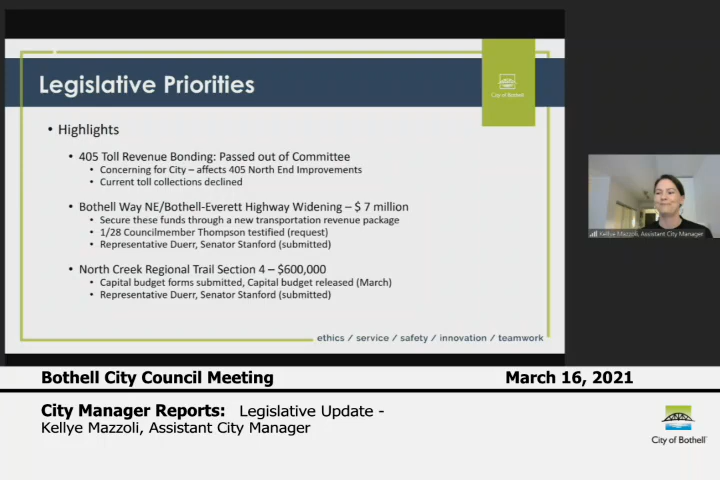 Legislative Priorities
City of Bothell
• Highlights
• 405 Toll Revenue Bonding: Passed out of Committee
• Concerning for City – affects 405 North End Improvements
• Current toll collections declined
• Bothell Way NE/Bothell-Everett Highway Widening – $ 7 million
• Secure these funds through a new transportation revenue package
• 1/28 Councilmember Thompson testified (request)
• Representative Duerr, Senator Stanford (submitted)
• North Creek Regional Trail Section 4 – $600,000
• Capital budget forms submitted, Capital budget released (March)
• Representative Duerr, Senator Stanford (submitted)
ethics / service / safety / innovation / teamwork
Kellye Mazzoli, Assistant City Manager
Bothell City Council Meeting March 16, 2021
City Manager Reports: Legislative Update -
Kellye Mazzoli, Assistant City Manager
City of Bothell